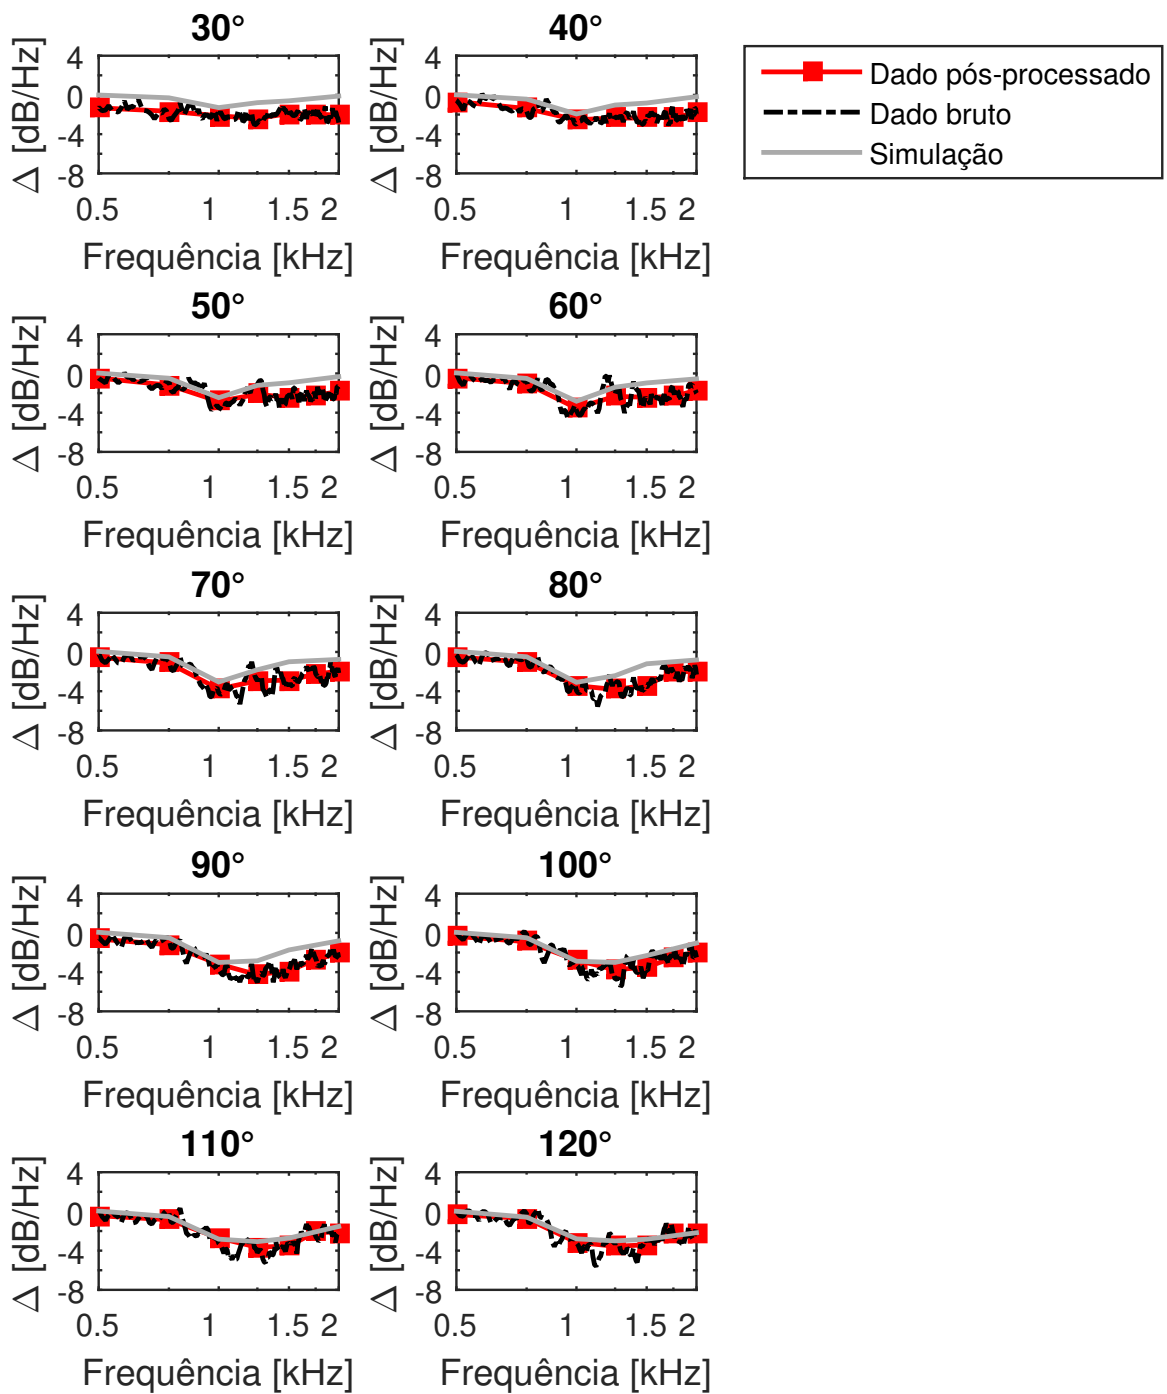 30°
40°
Δ [dB/Hz]
4
0
-4
-8
0.5 1 1.5 2
Frequência [kHz]
Δ [dB/Hz]
4
0
-4
-8
0.5 1 1.5 2
Frequência [kHz]
Dado pós-processado
Dado bruto
Simulação
50°
60°
Δ [dB/Hz]
4
0
-4
-8
0.5 1 1.5 2
Frequência [kHz]
Δ [dB/Hz]
4
0
-4
-8
0.5 1 1.5 2
Frequência [kHz]
70°
80°
Δ [dB/Hz]
4
0
-4
-8
0.5 1 1.5 2
Frequência [kHz]
Δ [dB/Hz]
4
0
-4
-8
0.5 1 1.5 2
Frequência [kHz]
90°
100°
Δ [dB/Hz]
4
0
-4
-8
0.5 1 1.5 2
Frequência [kHz]
Δ [dB/Hz]
4
0
-4
-8
0.5 1 1.5 2
Frequência [kHz]
110°
120°
Δ [dB/Hz]
4
0
-4
-8
0.5 1 1.5 2
Frequência [kHz]
Δ [dB/Hz]
4
0
-4
-8
0.5 1 1.5 2
Frequência [kHz]